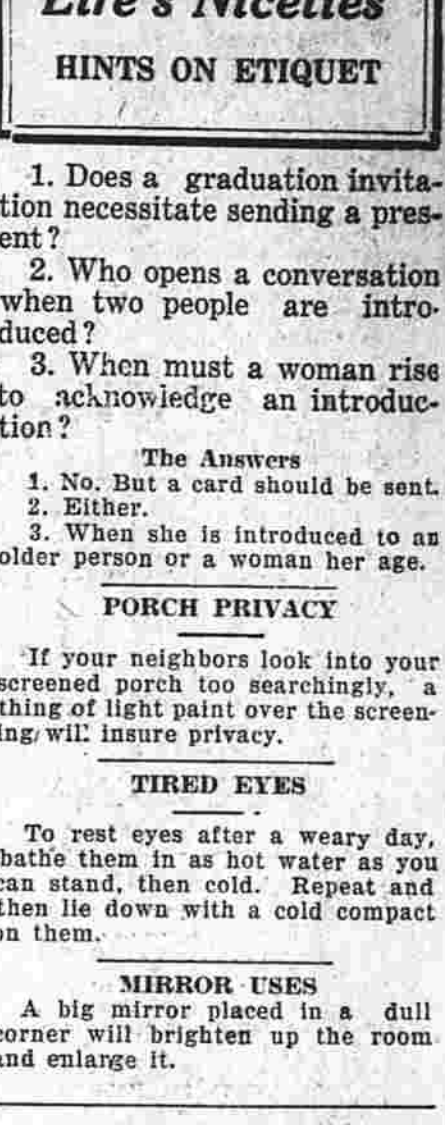 Life's Niceties
HINTS ON ETIQUET
1. Does a graduation invita-
tion necessitate sending a pres-
ent?
2. Who opens a conversation
when two people are intro-
duced?
3. When must a woman rise
to acknowledge an introduc-
tion?
The Answers
1. No. But a card should be sent.
2. Either.
3. When she is introduced to an
older person or a woman her age.
PORCH PRIVACY
If your neighbors look into your
screened porch too searchingly, a
thing of light paint over the screen-
ing will insure privacy.
TIRED EYES
To rest eyes after a weary day,
bathe them in as hot water as you
can stand, then cold. Repeat and
then lie down with a cold compact
on them.
MIRROR USES
A big mirror placed in a dull
corner will brighten up the room
and enlarge it.